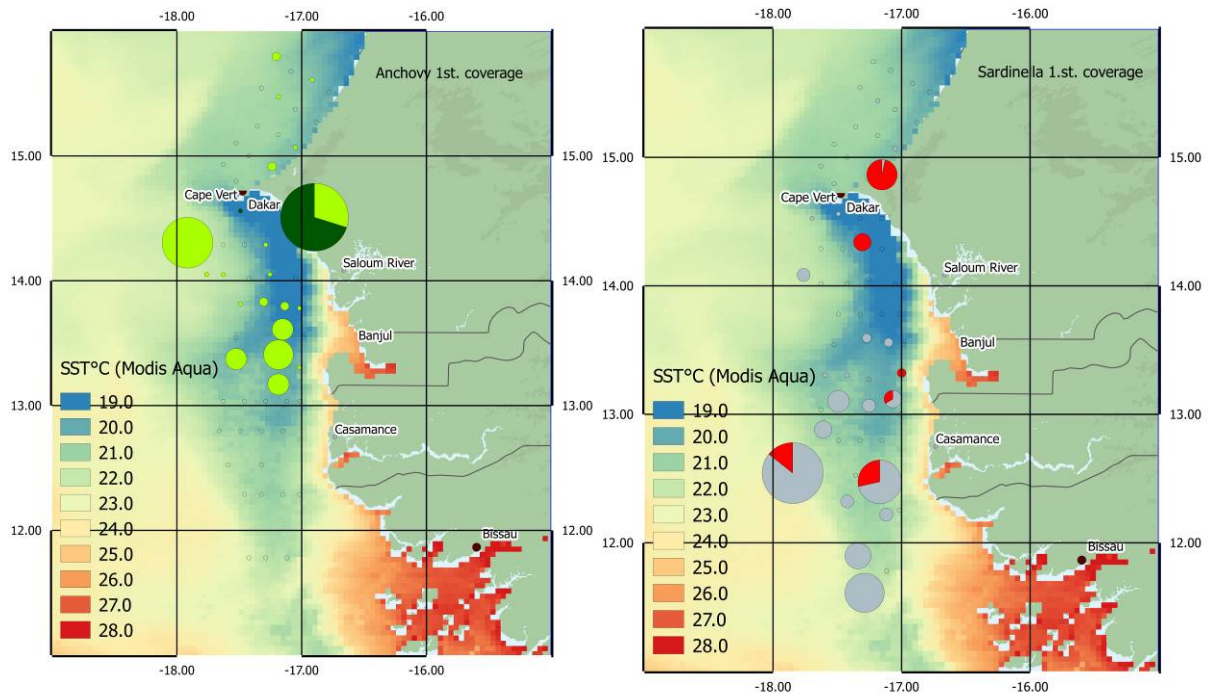 -18.00 -17.00 -16.00
Anchovy 1st. coverage
15.00
Cape Vert
Dakar
Saloum River
14.00
Banjul
SST°C (Modis Aqua)
19.0
13.00 13.00
20.0
Casamance
21.0
22.0
23.0
12.00
24.0
Bissau
25.0
26.0
27.0
28.0
-18.00 -17.00 -16.00
-18.00 -17.00 -16.00
Sardinella 1.st. coverage
15.00 15.00
Cape Vert
Dakar
Saloum River
14.00 14.00
Banjul
SST°C (Modis Aqua)
19.0
13.00 13.00
20.0
Casamance
21.0
22.0
23.0
12.00 12.00
24.0
Bissau
25.0
26.0
27.0
28.0
-18.00 -17.00 -16.00